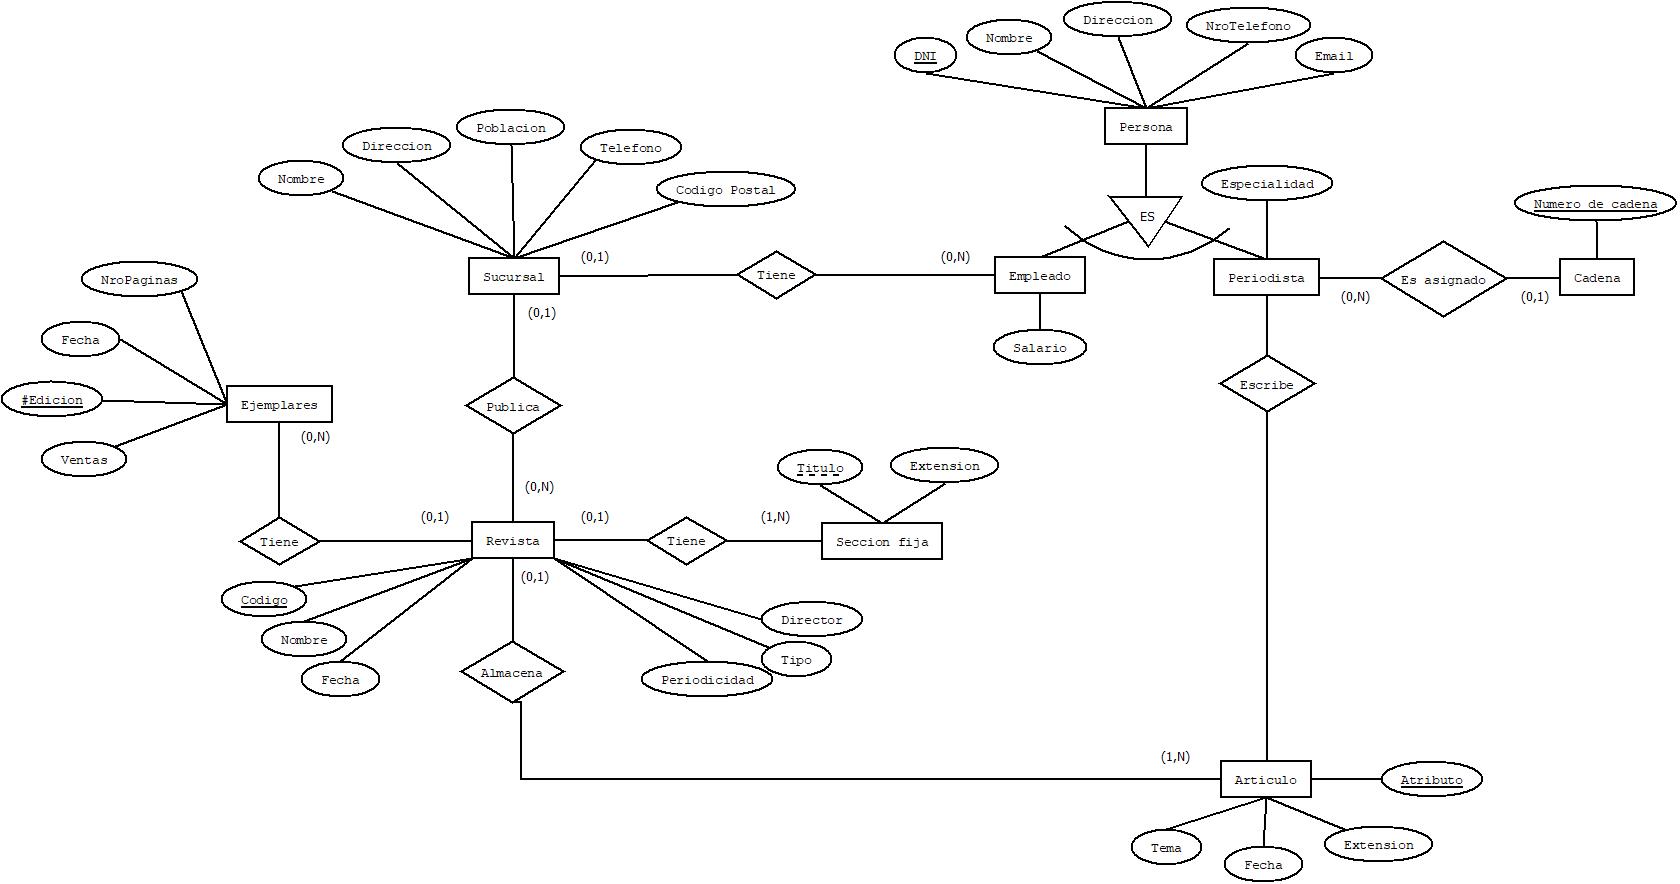 Direccion
NroTelefono
Nombre
DNI
Email
Persona
Poblacion
Direccion
Telefono
Nombre
Codigo Postal
Especialidad
Numero de cadena
ES
(0,1)
(0,N)
Sucursal
Tiene
Empleado
Periodista
Es asignado
Cadena
NroPaginas
(0,N)
(0,1)
(0,1)
Fecha
Salario
#Edicion
Ejemplares
Publica
Escribe
(0,N)
Ventas
Titulo
Extension
(0,N)
(0,1)
(0,1)
(1,N)
Tiene
Revista
Tiene
Seccion fija
(0,1)
Codigo
Nombre
Director
Tipo
Fecha
Almacena
Periodicidad
(1,N)
Articulo
Atributo
Tema
Fecha
Extension